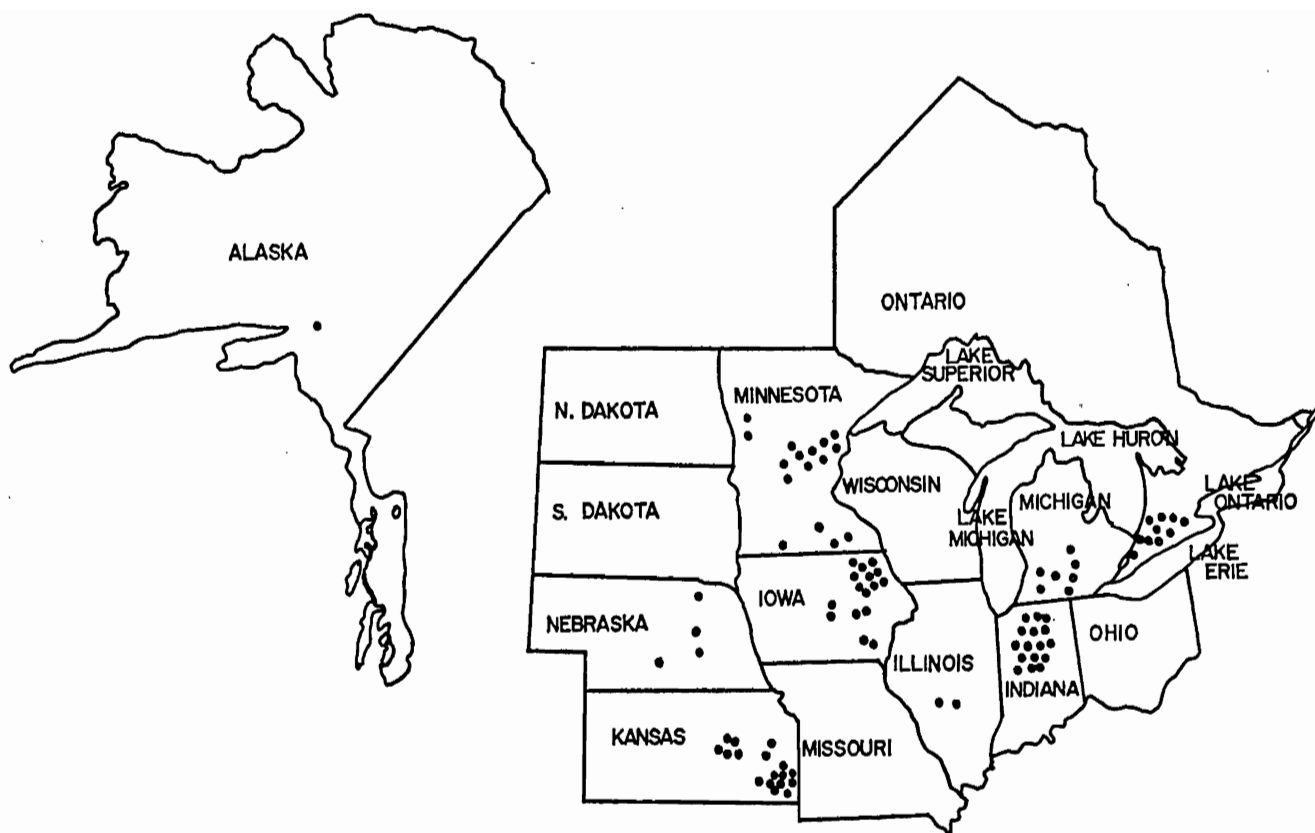 ALASKA
ONTARIO
LAKE
SUPERIOR
N. DAKOTA
MINNESOTA
LAKE HURON
S. DAKOTA
WISCONSIN
MICHIGAN
LAKE
ONTARIO
LAKE
MICHIGAN
LAKE
ERIE
NEBRASKA
IOWA
ILLINOIS
INDIANA
OHIO
KANSAS
MISSOURI